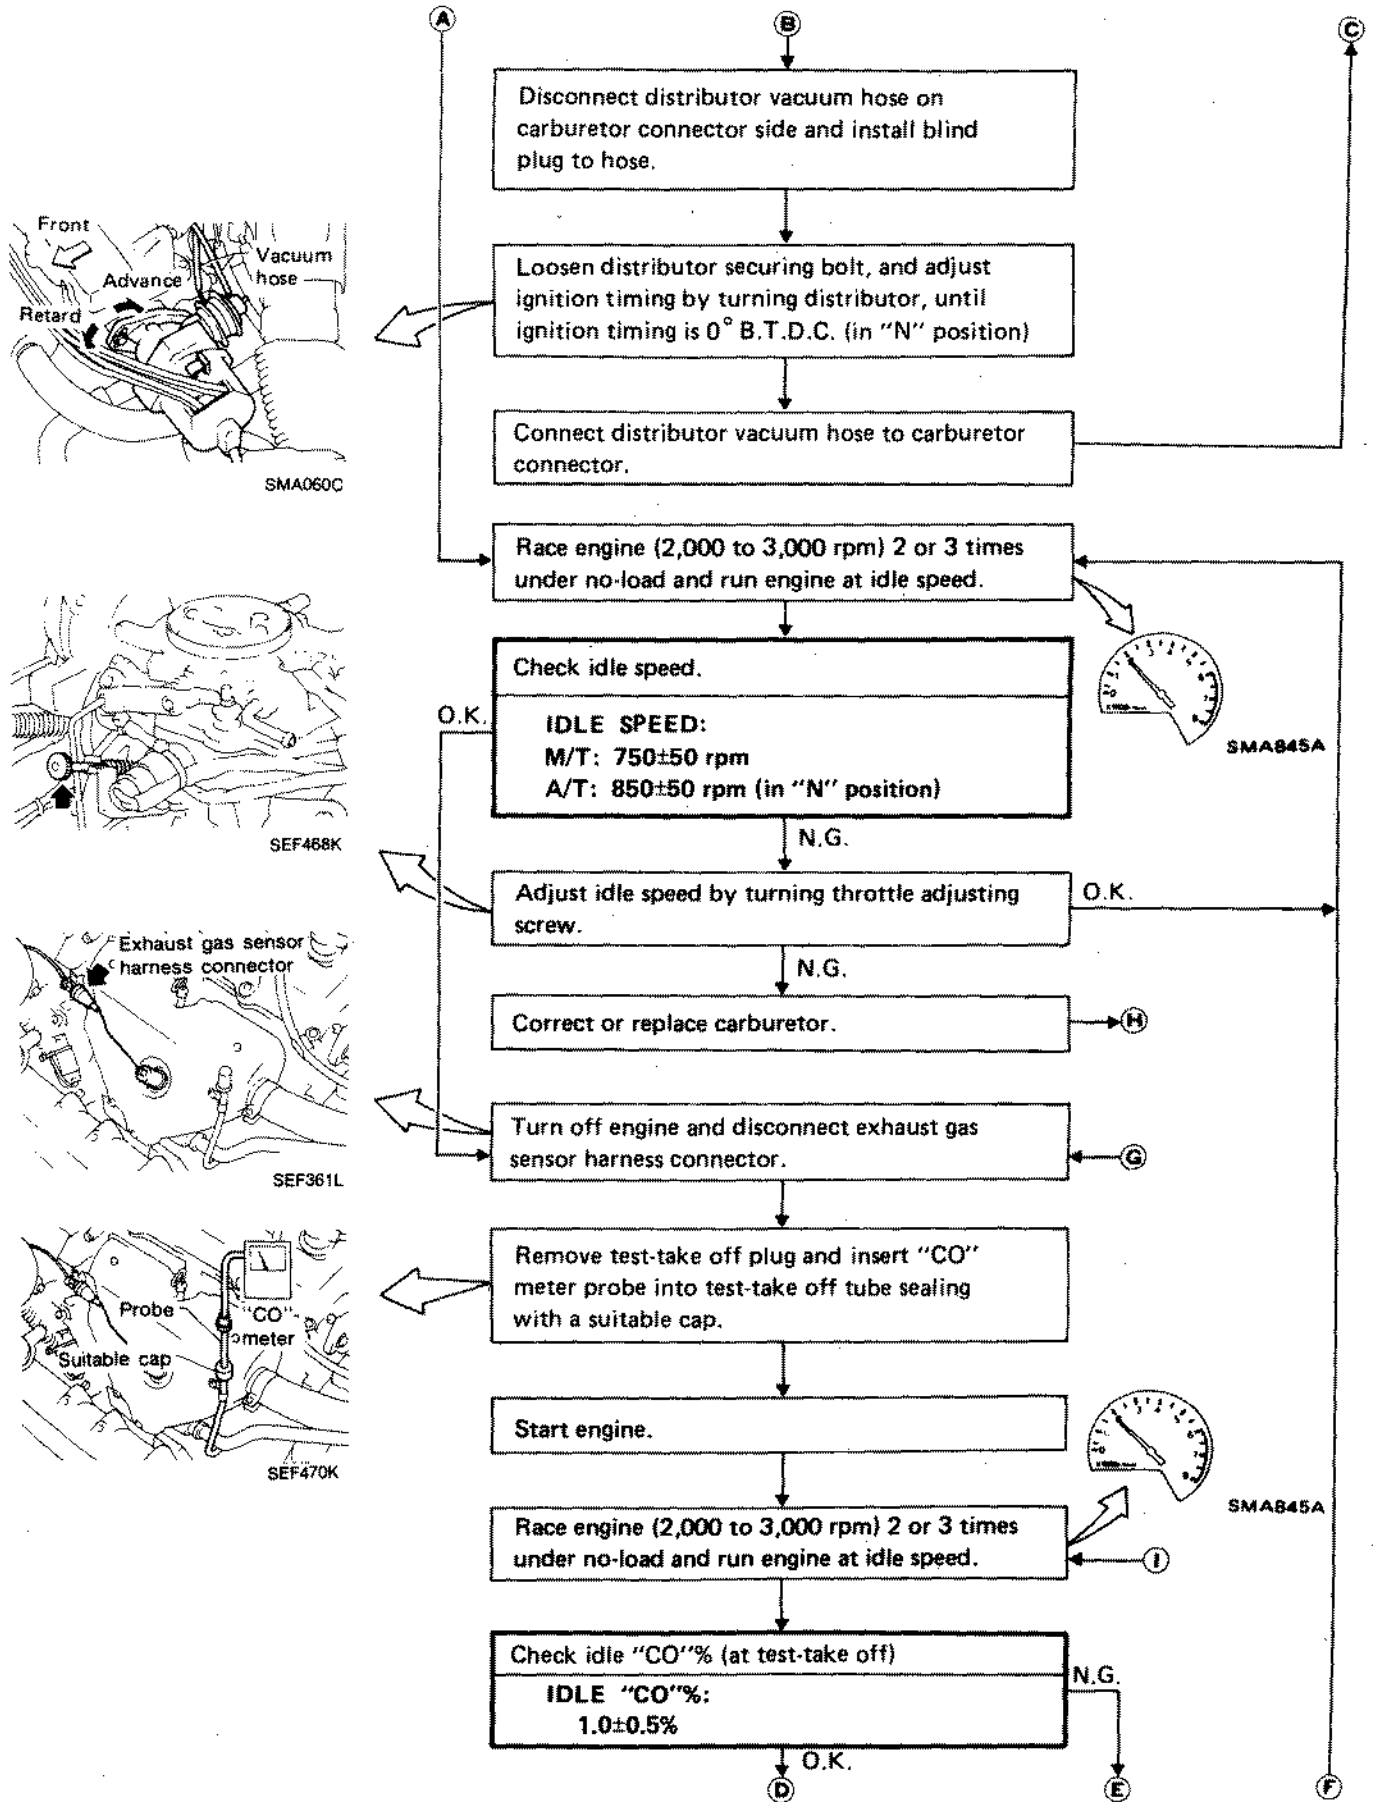 A
B
C
Disconnect distributor vacuum hose on
carburetor connector side and install blind
plug to hose.
Front
Vacuum
hose
Advance
Retard
SMA060C
Loosen distributor securing bolt, and adjust
ignition timing by turning distributor, until
ignition timing is 0° B.T.D.C. (in "N" position)
Connect distributor vacuum hose to carburetor
connector.
Race engine (2,000 to 3,000 rpm) 2 or 3 times
under no-load and run engine at idle speed.
SMA845A
Check idle speed.
O.K.
IDLE SPEED:
M/T: 750±50 rpm
A/T: 850±50 rpm (in "N" position)
SEF468K
N.G.
Adjust idle speed by turning throttle adjusting
screw.
O.K.
N.G.
Correct or replace carburetor.
H
Exhaust gas sensor
harness connector
SEF361L
Turn off engine and disconnect exhaust gas
sensor harness connector.
G
Remove test-take off plug and insert "CO"
meter probe into test-take off tube sealing
with a suitable cap.
Probe
"CO"
meter
Suitable cap
SEF470K
Start engine.
SMA845A
Race engine (2,000 to 3,000 rpm) 2 or 3 times
under no-load and run engine at idle speed.
I
Check idle "CO"% (at test-take off)
IDLE "CO"%:
1.0±0.5%
N.G.
O.K.
D
E
F